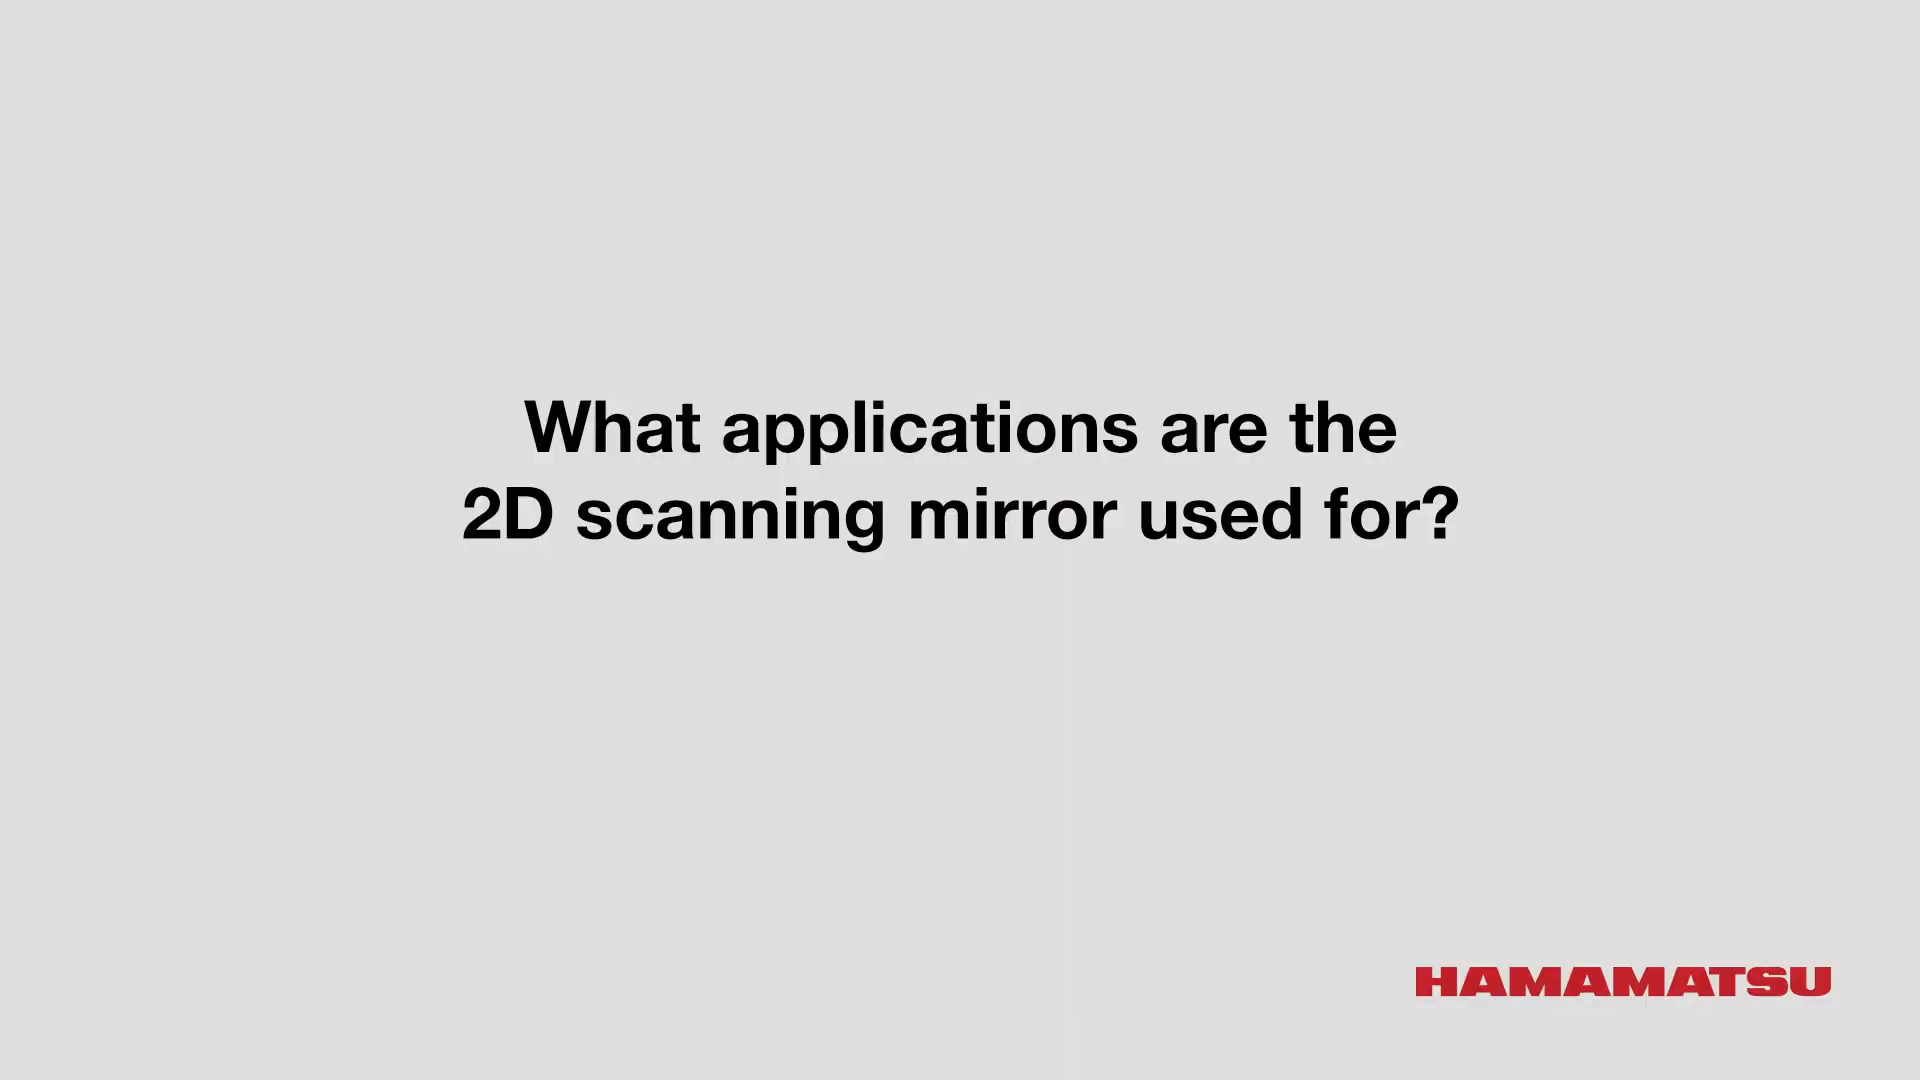 What applications are the
2D scanning mirror used for?
HAMAMATSU